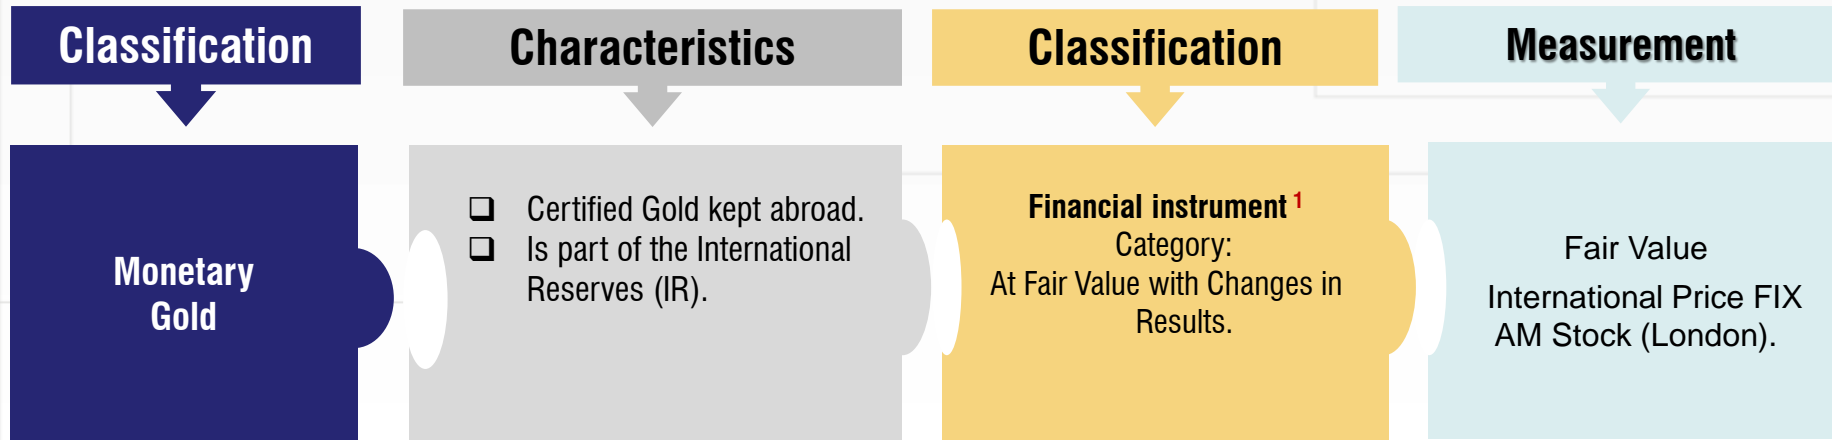 Classification
Characteristics
Classification
Measurement
Monetary
Gold
❑ Certified Gold kept abroad.
❑ Is part of the International
Reserves (IR).
Financial instrument 1
Category:
At Fair Value with Changes in
Results.
Fair Value
International Price FIX
AM Stock (London).